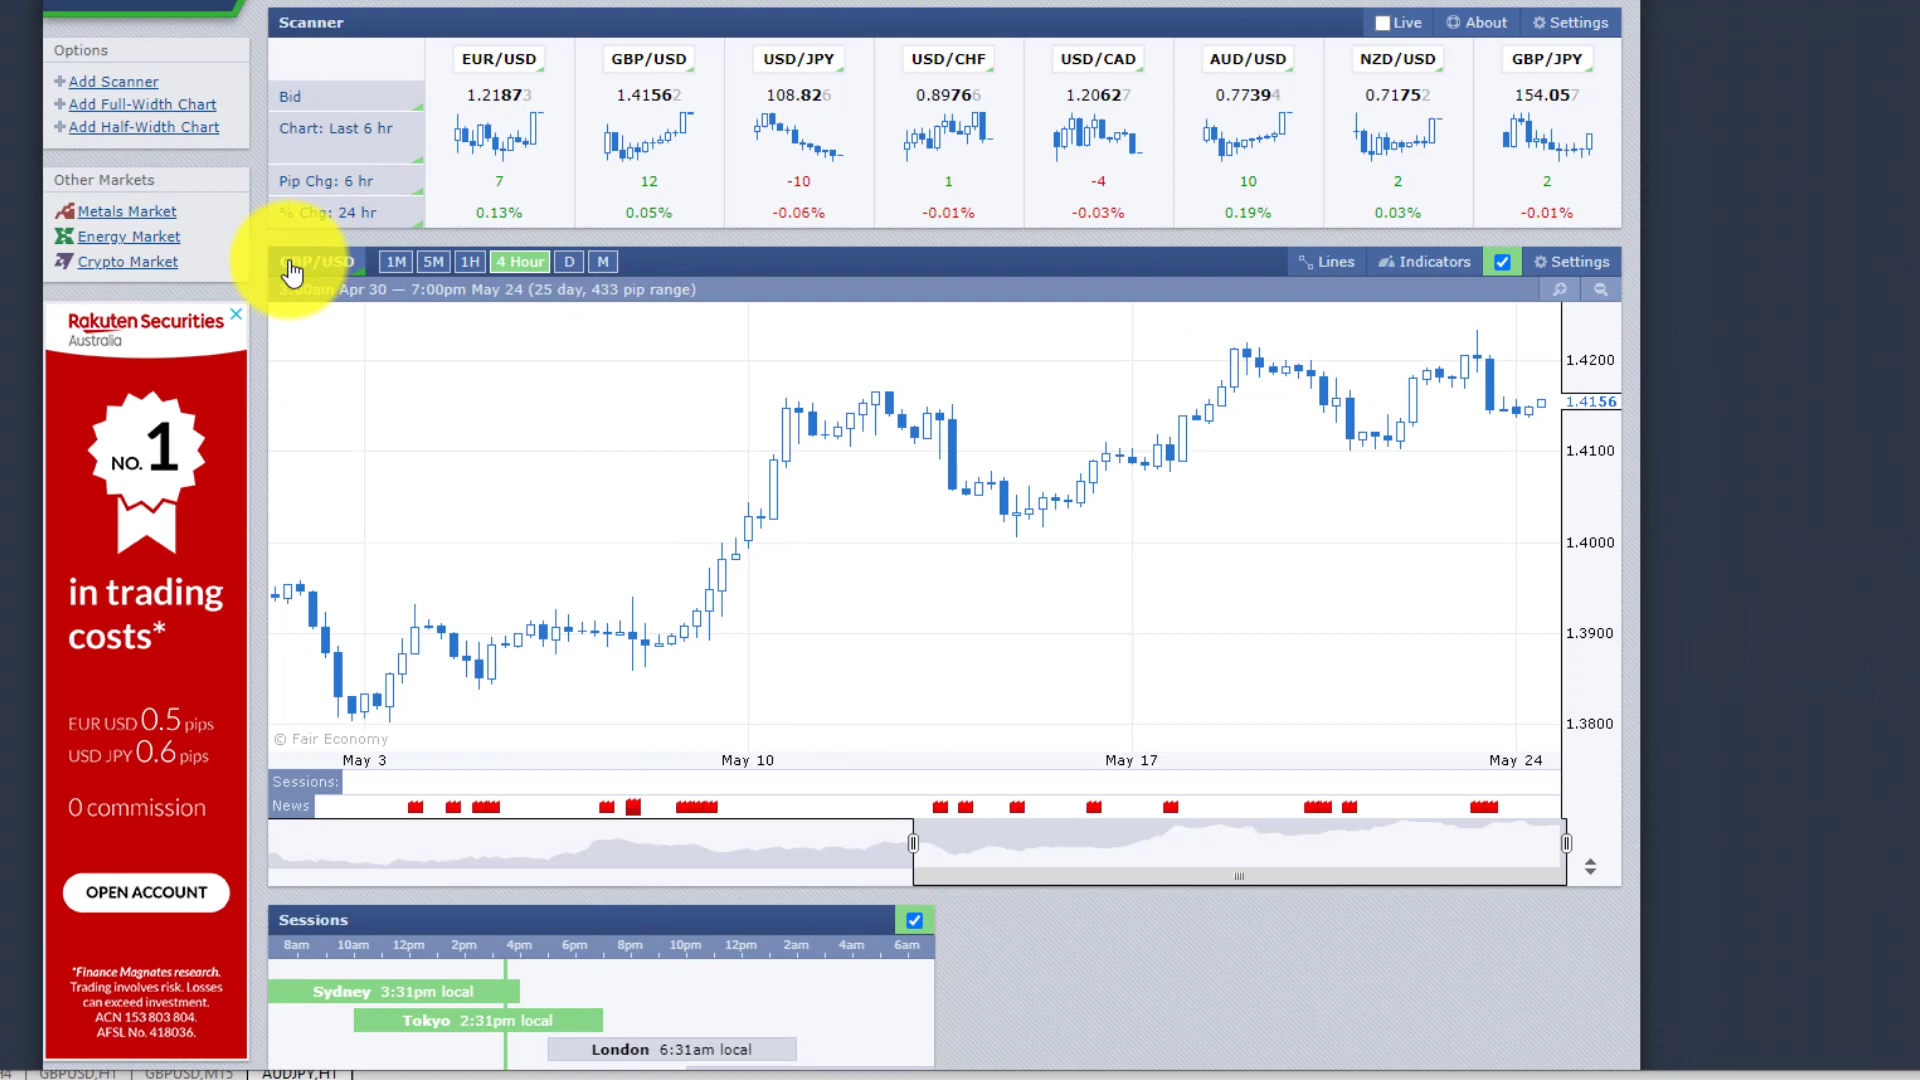 Scanner
Live
About
Settings
Options
Add Scanner
Add Full-Width Chart
Add Half-Width Chart
Other Markets
Metals Market
Energy Market
Crypto Market
EUR/USD GBP/USD USD/JPY USD/CHF USD/CAD AUD/USD NZD/USD GBP/JPY
Bid 1.21873 1.41562 108.826 0.89766 1.20627 0.77394 0.71752 154.057
Chart: Last 6 hr
Pip Chg: 6 hr 7 12 -10 1 -4 10 2 2
% Chg: 24 hr 0.13% 0.05% -0.06% -0.01% -0.03% 0.19% 0.03% -0.01%
GBP/USD 1M 5M 1H 4 Hour D M Lines Indicators Settings
Apr 30 — 7:00pm May 24 (25 day, 433 pip range)
1.4200
1.4156
1.4100
1.4000
1.3900
1.3800
© Fair Economy
May 3 May 10 May 17 May 24
Sessions:
News
Rakuten Securities
Australia
NO. 1
in trading
costs*
EUR USD 0.5 pips
USD JPY 0.6 pips
0 commission
OPEN ACCOUNT
*Finance Magnates research.
Trading involves risk. Losses
can exceed investment.
ACN 153 803 804.
AFSL No. 418036.
Sessions
8am 10am 12pm 2pm 4pm 6pm 8pm 10pm 12pm 2am 4am 6am
Sydney 3:31pm local
Tokyo 2:31pm local
London 6:31am local
GBPUSD,H1 GBPUSD,M15 AUDJPY,H1